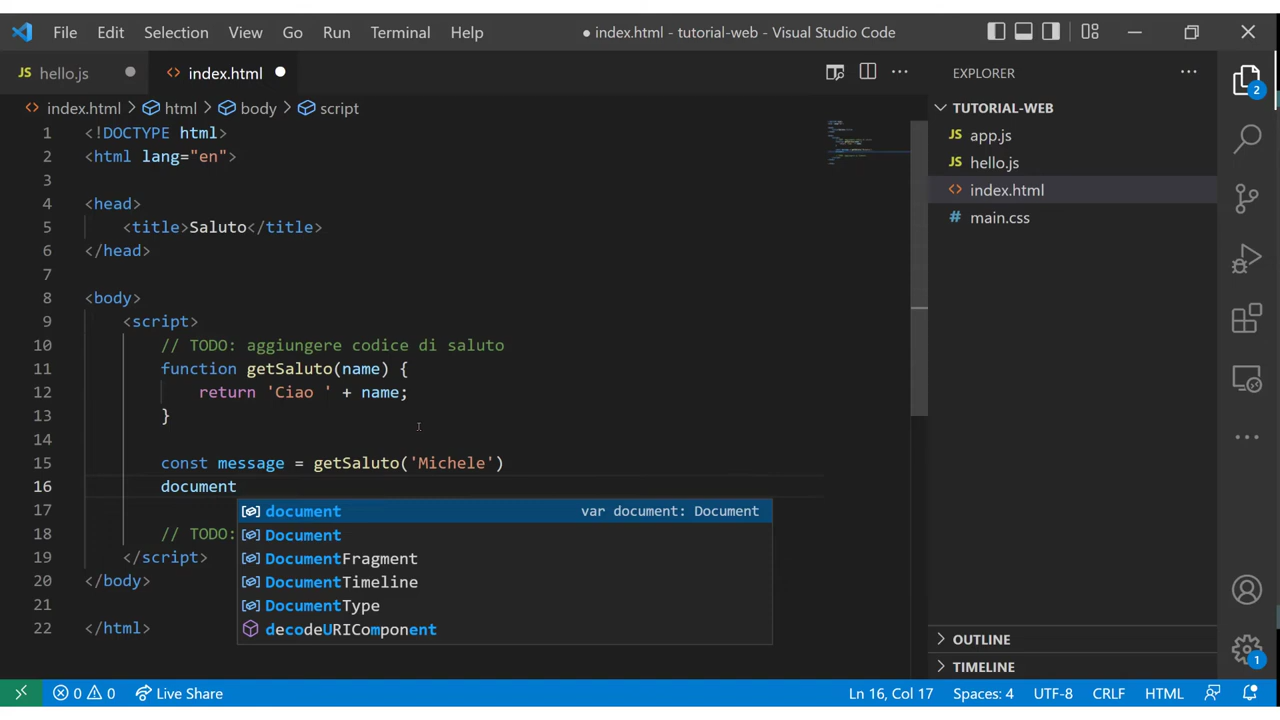 File Edit Selection View Go Run Terminal Help ● index.html - tutorial-web - Visual Studio Code
JS hello.js index.html
EXPLORER
index.html > html > body > script
TUTORIAL-WEB
JS app.js
JS hello.js
index.html
# main.css
2
1 <!DOCTYPE html>
2 <html lang="en">
3
4 <head>
5 <title>Saluto</title>
6 </head>
7
8 <body>
9 <script>
10 // TODO: aggiungere codice di saluto
11 function getSaluto(name) {
12 return 'Ciao ' + name;
13 }
14
15 const message = getSaluto('Michele')
16 document
17
18 // TODO:
19 </script>
20 </body>
21
22 </html>
document var document: Document
Document
DocumentFragment
DocumentTimeline
DocumentType
decodeURIComponent
OUTLINE
TIMELINE
1
0 0 Live Share Ln 16, Col 17 Spaces: 4 UTF-8 CRLF HTML